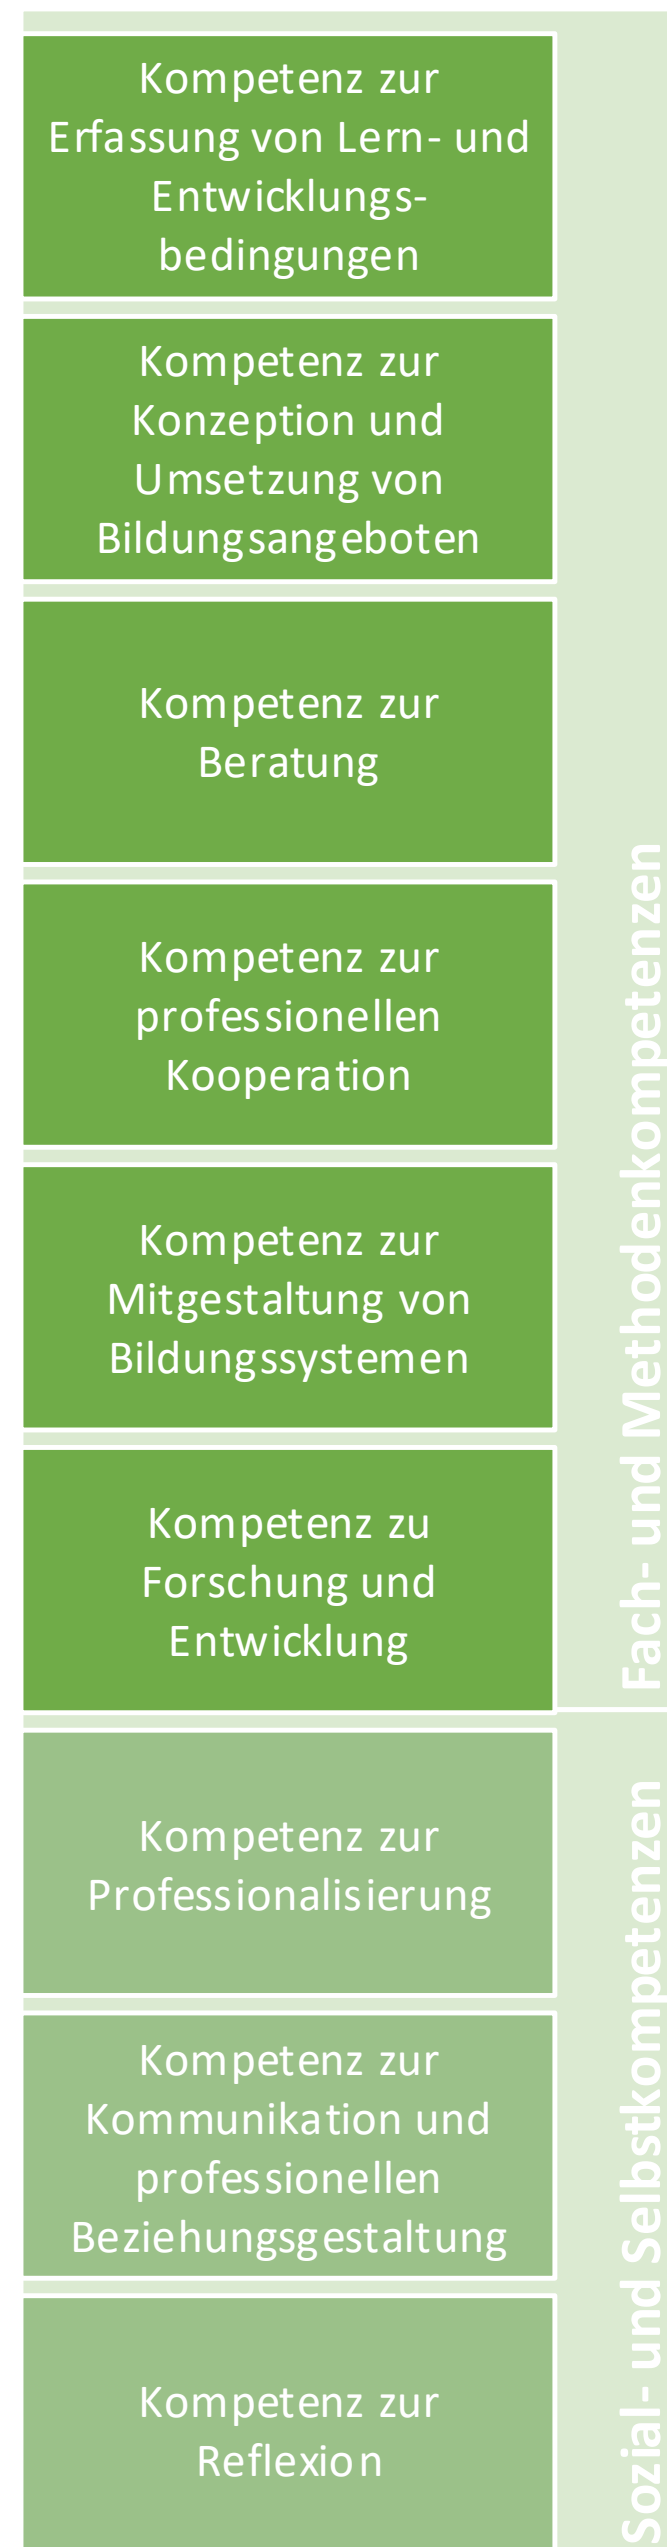 Kompetenz zur
Erfassung von Lern- und
Entwicklungs-
bedingungen
Kompetenz zur
Konzeption und
Umsetzung von
Bildungsangeboten
Kompetenz zur
Beratung
Kompetenz zur
professionellen
Kooperation
Kompetenz zur
Mitgestaltung von
Bildungssystemen
Kompetenz zu
Forschung und
Entwicklung
Fach- und Methodenkompetenzen
Kompetenz zur
Professionalisierung
Kompetenz zur
Kommunikation und
professionellen
Beziehungsgestaltung
Kompetenz zur
Reflexion
Sozial- und Selbstkompetenzen